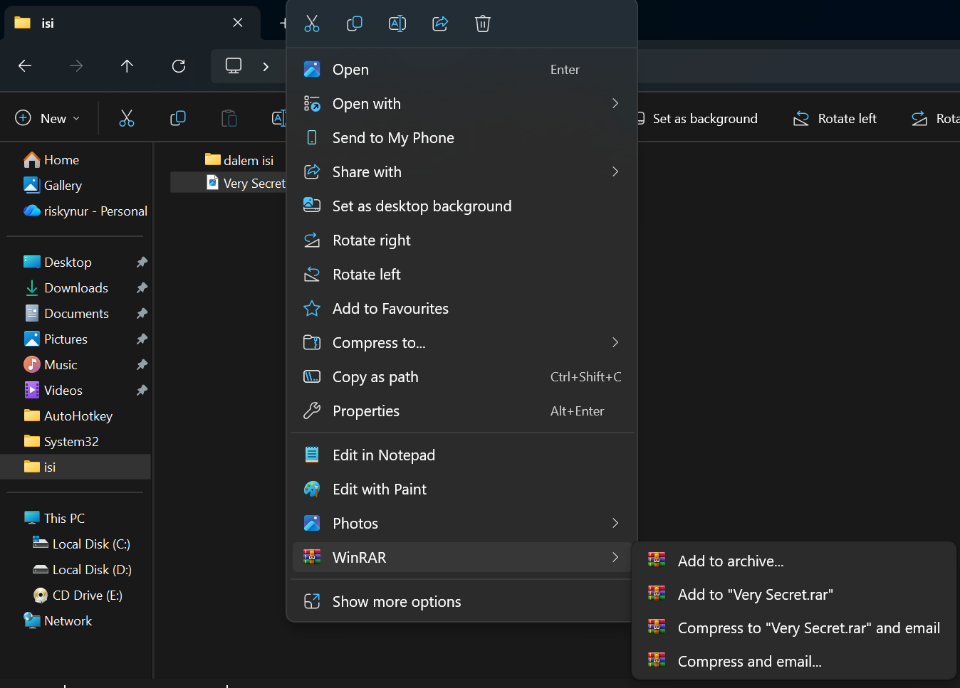 isi
New
Set as background
Rotate left
Rota
Home
Gallery
riskynur - Personal
Desktop
Downloads
Documents
Pictures
Music
Videos
AutoHotkey
System32
isi
This PC
Local Disk (C:)
Local Disk (D:)
CD Drive (E:)
Network
dalem isi
Very Secret
Open Enter
Open with
Send to My Phone
Share with
Set as desktop background
Rotate right
Rotate left
Add to Favourites
Compress to...
Copy as path Ctrl+Shift+C
Properties Alt+Enter
Edit in Notepad
Edit with Paint
Photos
WinRAR
Show more options
Add to archive...
Add to "Very Secret.rar"
Compress to "Very Secret.rar" and email
Compress and email...